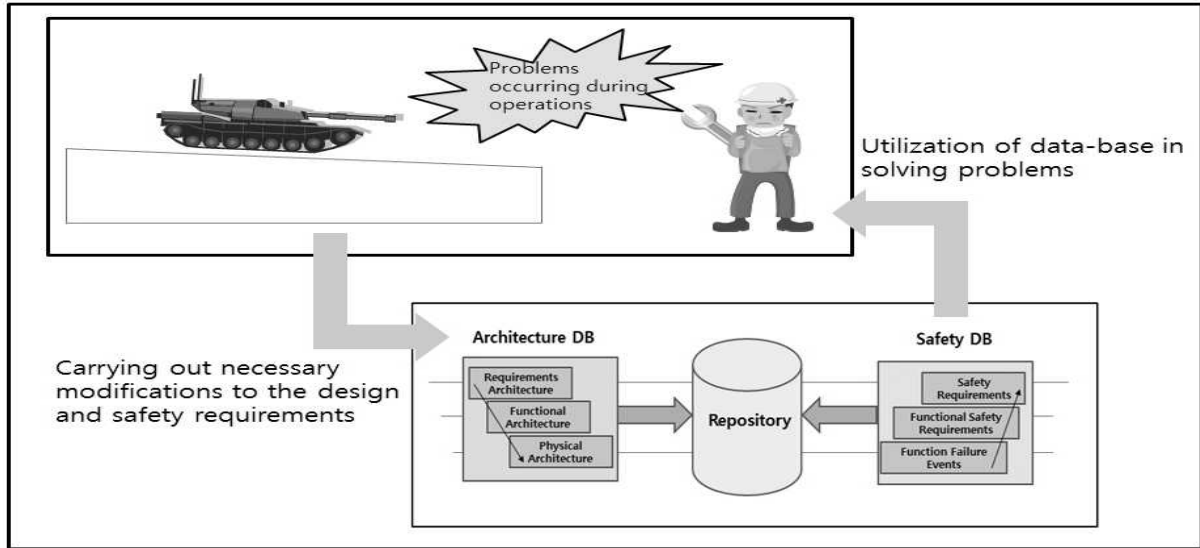 Problems
occurring during
operations
Utilization of data-base in
solving problems
Carrying out necessary
modifications to the design
and safety requirements
Architecture DB
Requirements
Architecture
Functional
Architecture
Physical
Architecture
Repository
Safety DB
Safety
Requirements
Functional Safety
Requirements
Function Failure
Events